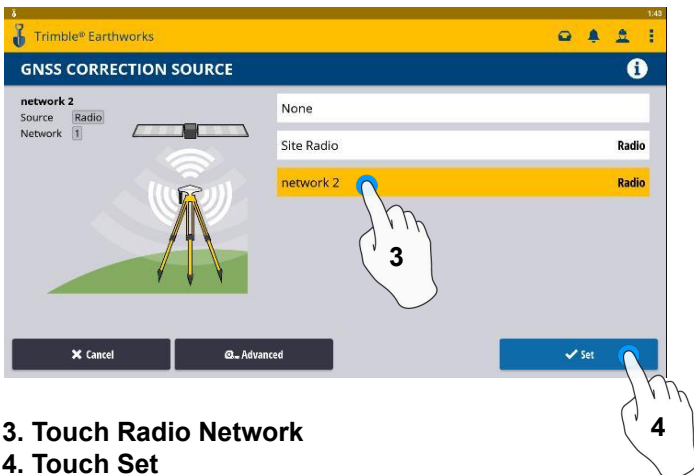 1:43
Trimble® Earthworks
GNSS CORRECTION SOURCE
network 2
Source Radio
Network 1
None
Site Radio Radio
network 2 Radio
3
Cancel
Advanced
Set
4
3. Touch Radio Network
4. Touch Set